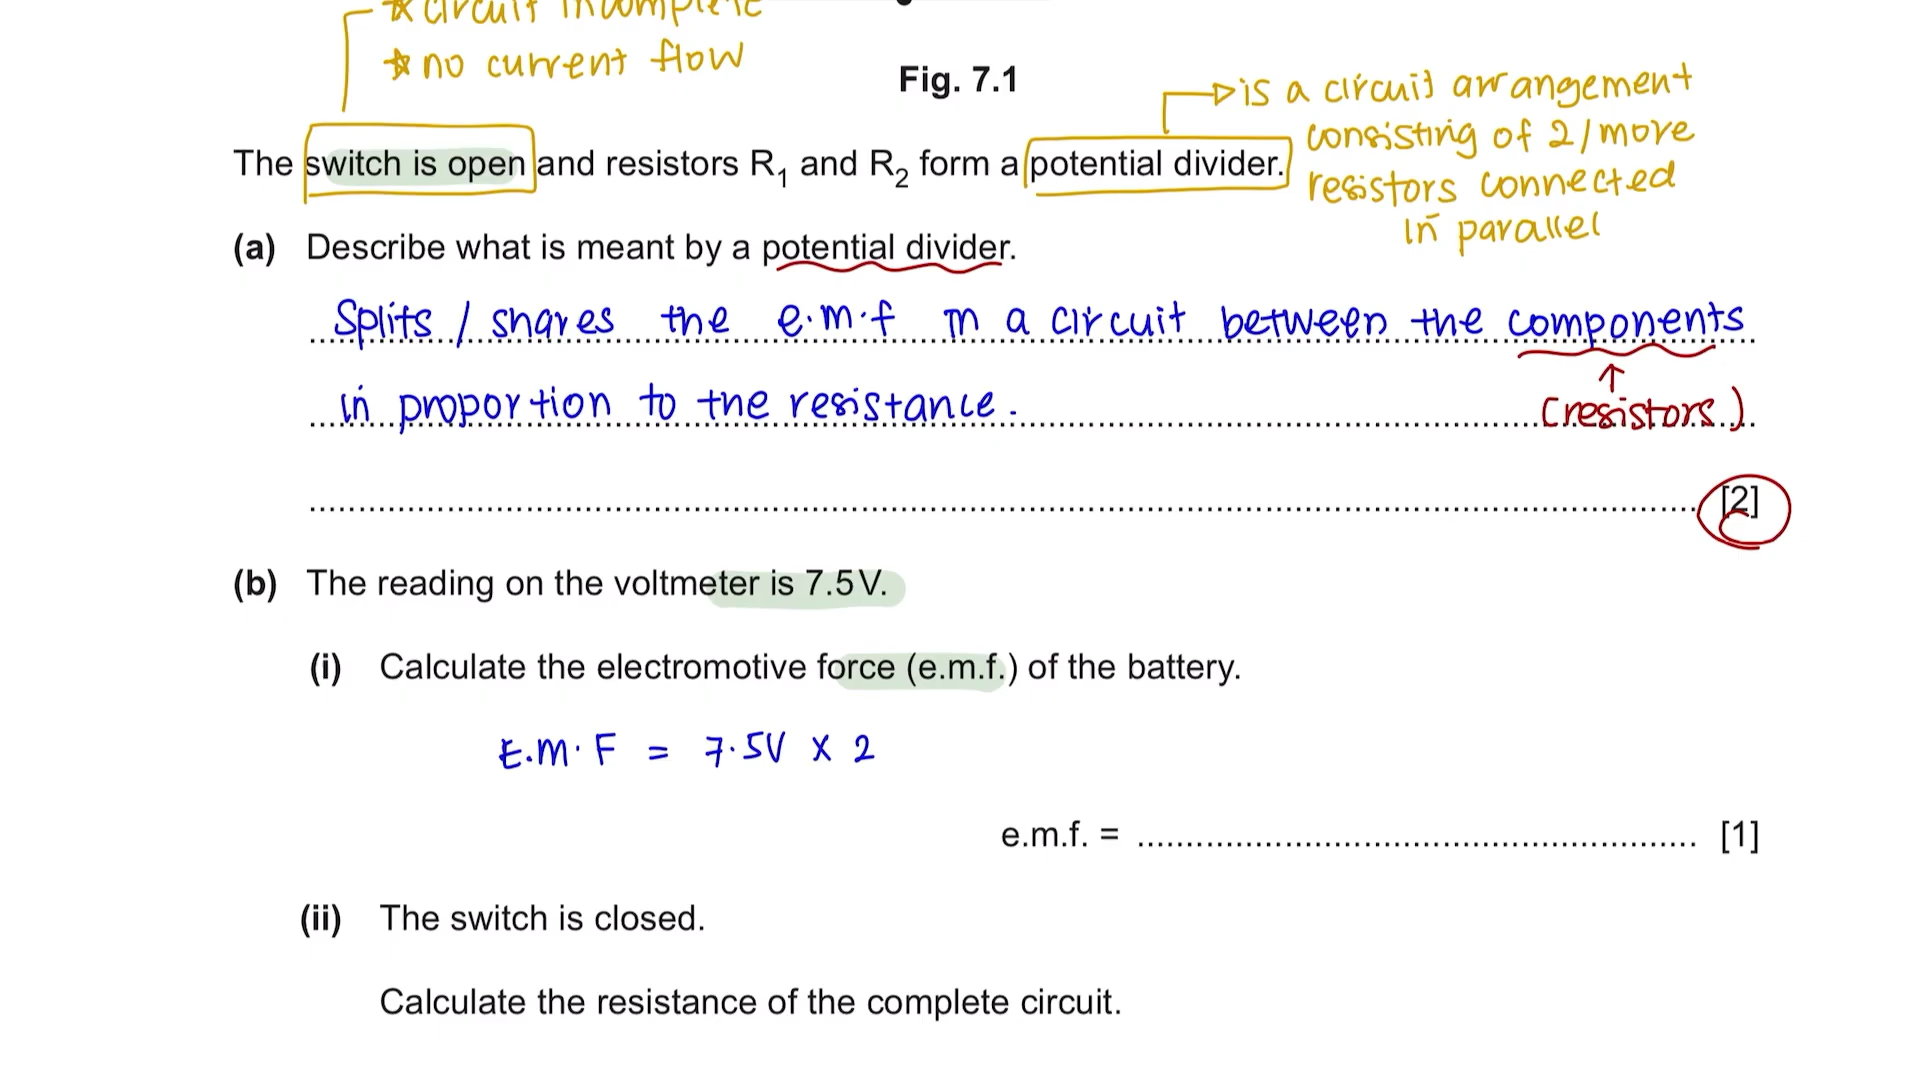 ☆ circuit incomplete
☆ no current flow
Fig. 7.1
is a circuit arrangement
consisting of 2/more
resistors connected
in parallel
The switch is open and resistors R₁ and R₂ form a potential divider.
(a) Describe what is meant by a potential divider.
Splits / shares the e.m.f in a circuit between the components
in proportion to the resistance.
(resistors)
[2]
(b) The reading on the voltmeter is 7.5V.
(i) Calculate the electromotive force (e.m.f.) of the battery.
E.M.F = 7.5V x 2
e.m.f. = ........................................................ [1]
(ii) The switch is closed.
Calculate the resistance of the complete circuit.